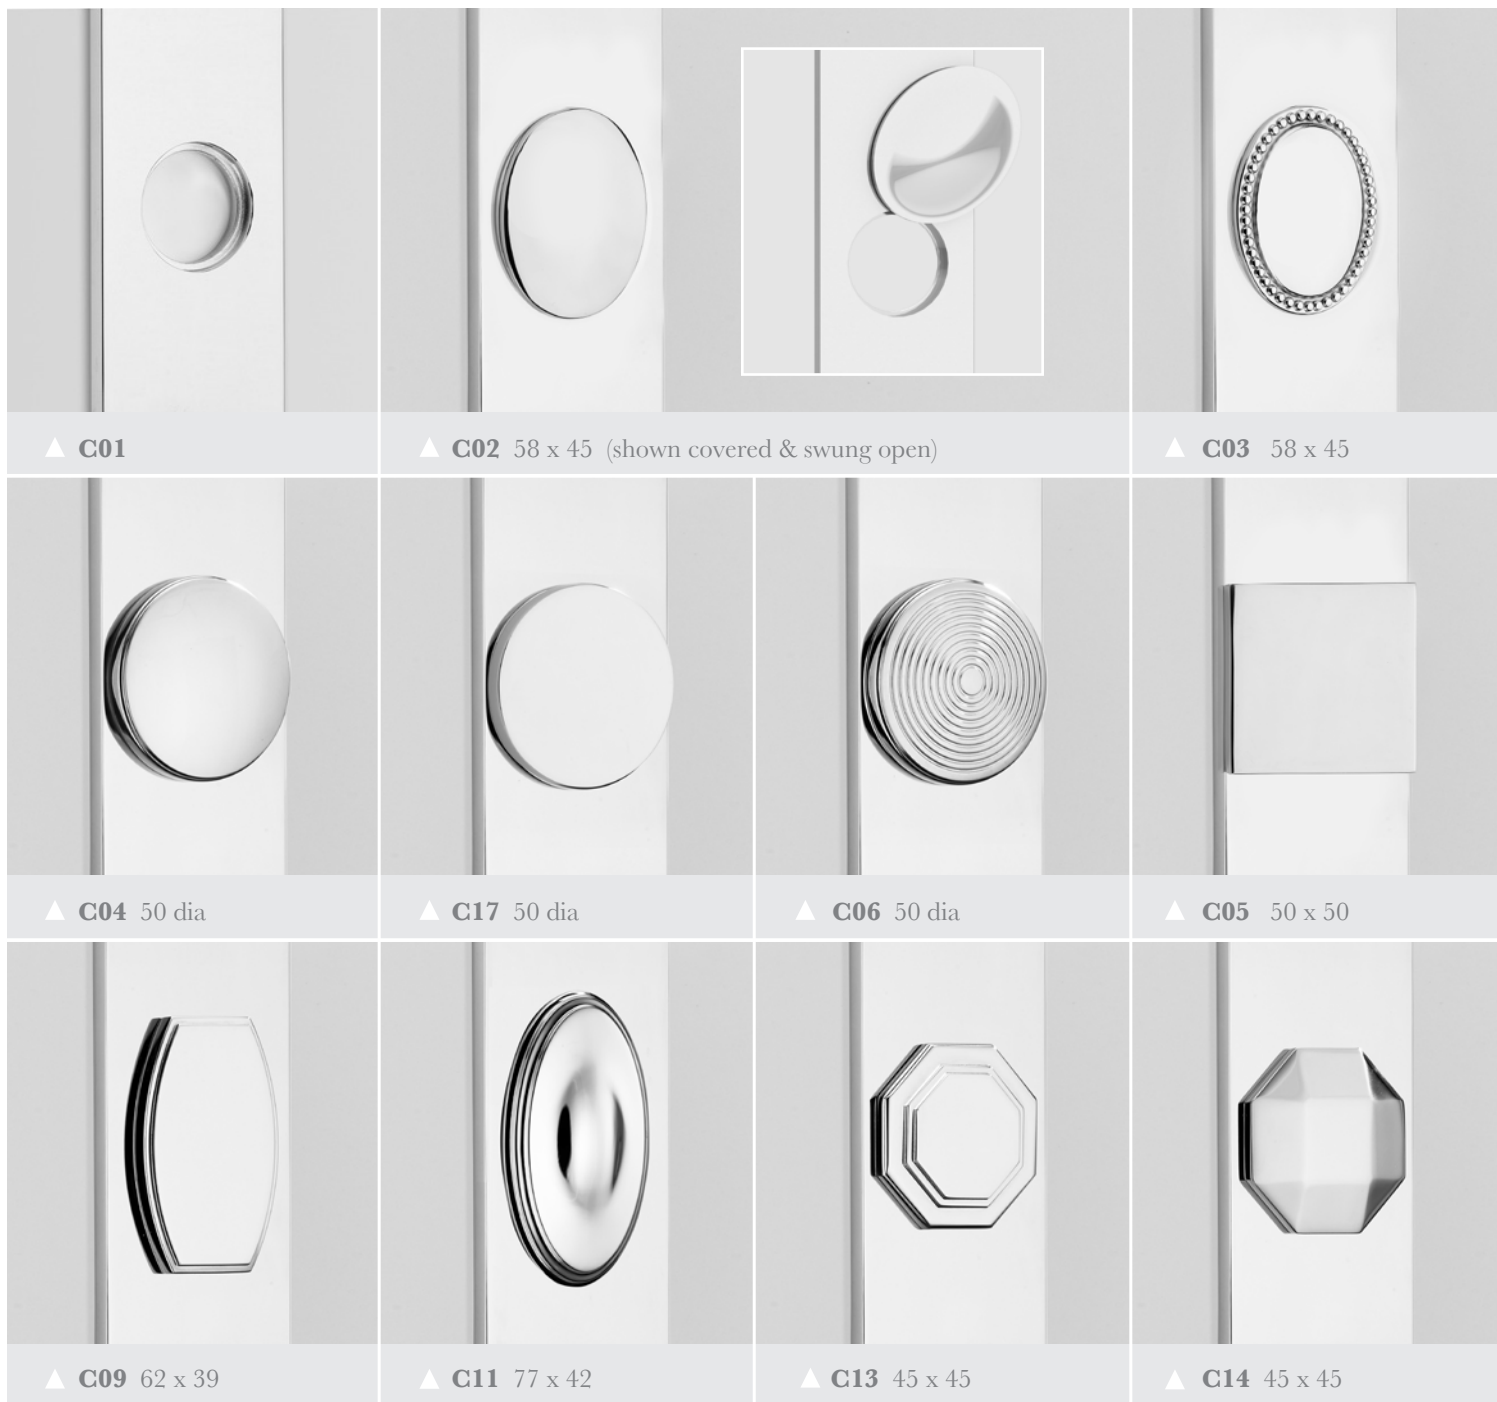 C01
C02 58 x 45 (shown covered & swung open)
C03 58 x 45
C04 50 dia
C17 50 dia
C06 50 dia
C05 50 x 50
C09 62 x 39
C11 77 x 42
C13 45 x 45
C14 45 x 45